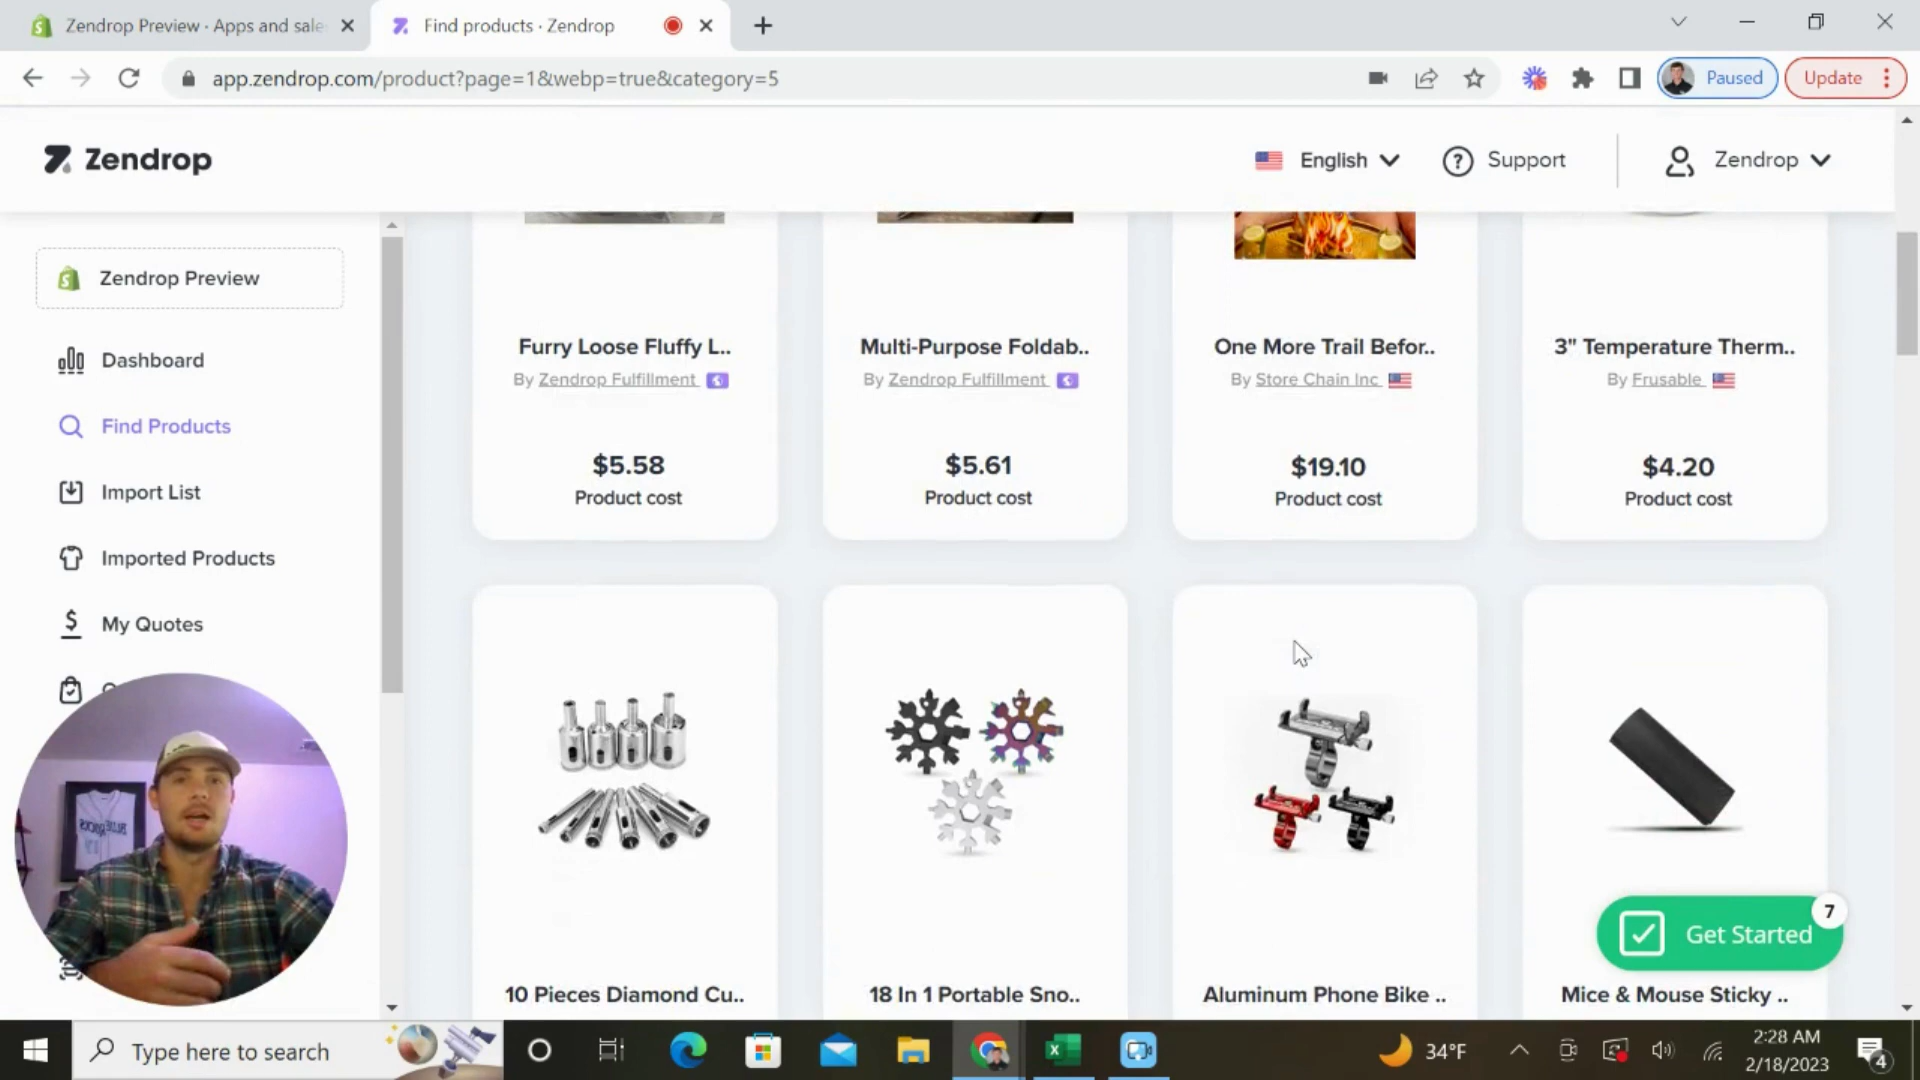 Zendrop Preview · Apps and sale
Find products · Zendrop
app.zendrop.com/product?page=1&webp=true&category=5
Paused
Update
Zendrop
English
Support
Zendrop
Zendrop Preview
Dashboard
Find Products
Import List
Imported Products
My Quotes
Furry Loose Fluffy L..
By Zendrop Fulfillment
$5.58
Product cost
Multi-Purpose Foldab..
By Zendrop Fulfillment
$5.61
Product cost
One More Trail Befor..
By Store Chain Inc
$19.10
Product cost
3" Temperature Therm..
By Frusable
$4.20
Product cost
10 Pieces Diamond Cu..
18 In 1 Portable Sno..
Aluminum Phone Bike ..
Mice & Mouse Sticky ..
7
Get Started
Type here to search
34°F
2:28 AM
2/18/2023
4